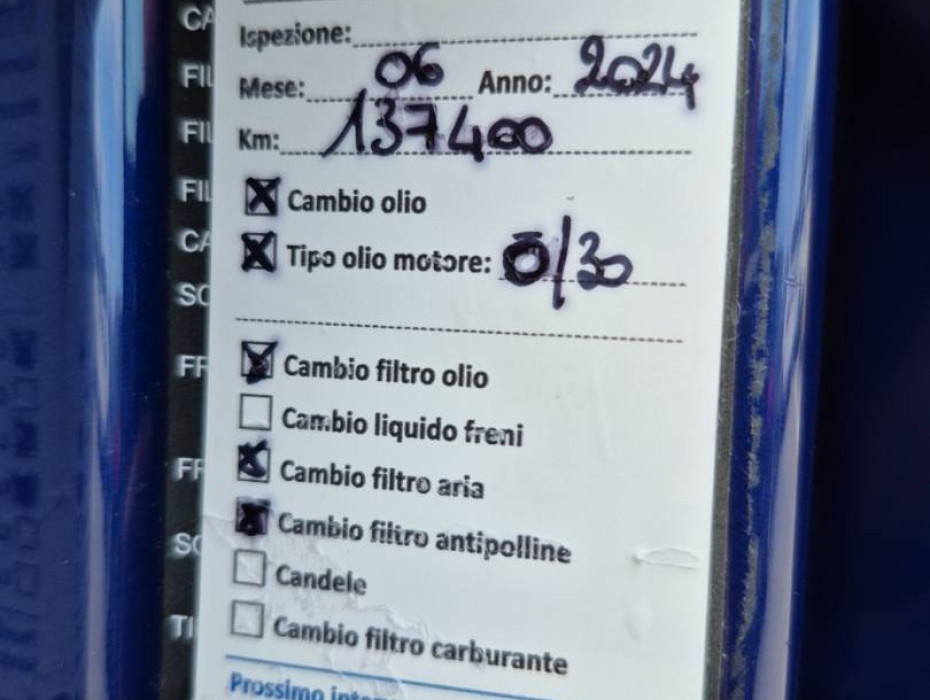 Ispezione:
Mese: 06 Anno: 2024
Km: 137400
Cambio olio
Tipo olio motore: 0/30
Cambio filtro olio
Cambio liquido freni
Cambio filtro aria
Cambio filtro antipolline
Candele
Cambio filtro carburante
Prossimo